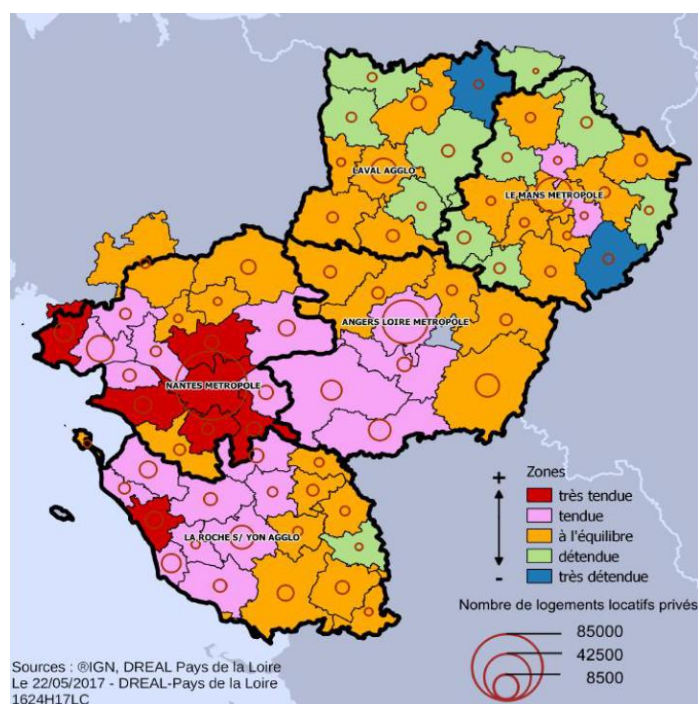 LAVAL AGGLO
LE MANS METROPOLE
ANGERS LOIRE METROPOLE
NANTES METROPOLE
LA ROCHE S/ YON AGGLO
Zones
+
très tendue
tendue
à l'équilibre
détendue
-
très détendue
Nombre de logements locatifs privés
85000
42500
8500
Sources : ®IGN, DREAL Pays de la Loire
Le 22/05/2017 - DREAL-Pays de la Loire
1624H17LC